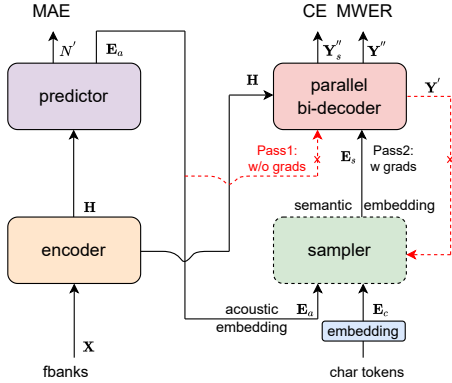 MAE
CE MWER
N′
E_a
Y″_s
Y″
predictor
H
parallel
bi-decoder
Y′
Pass1:
w/o grads
E_s
Pass2:
w grads
H
semantic embedding
encoder
sampler
acoustic
embedding
E_a
E_c
embedding
X
fbanks
char tokens